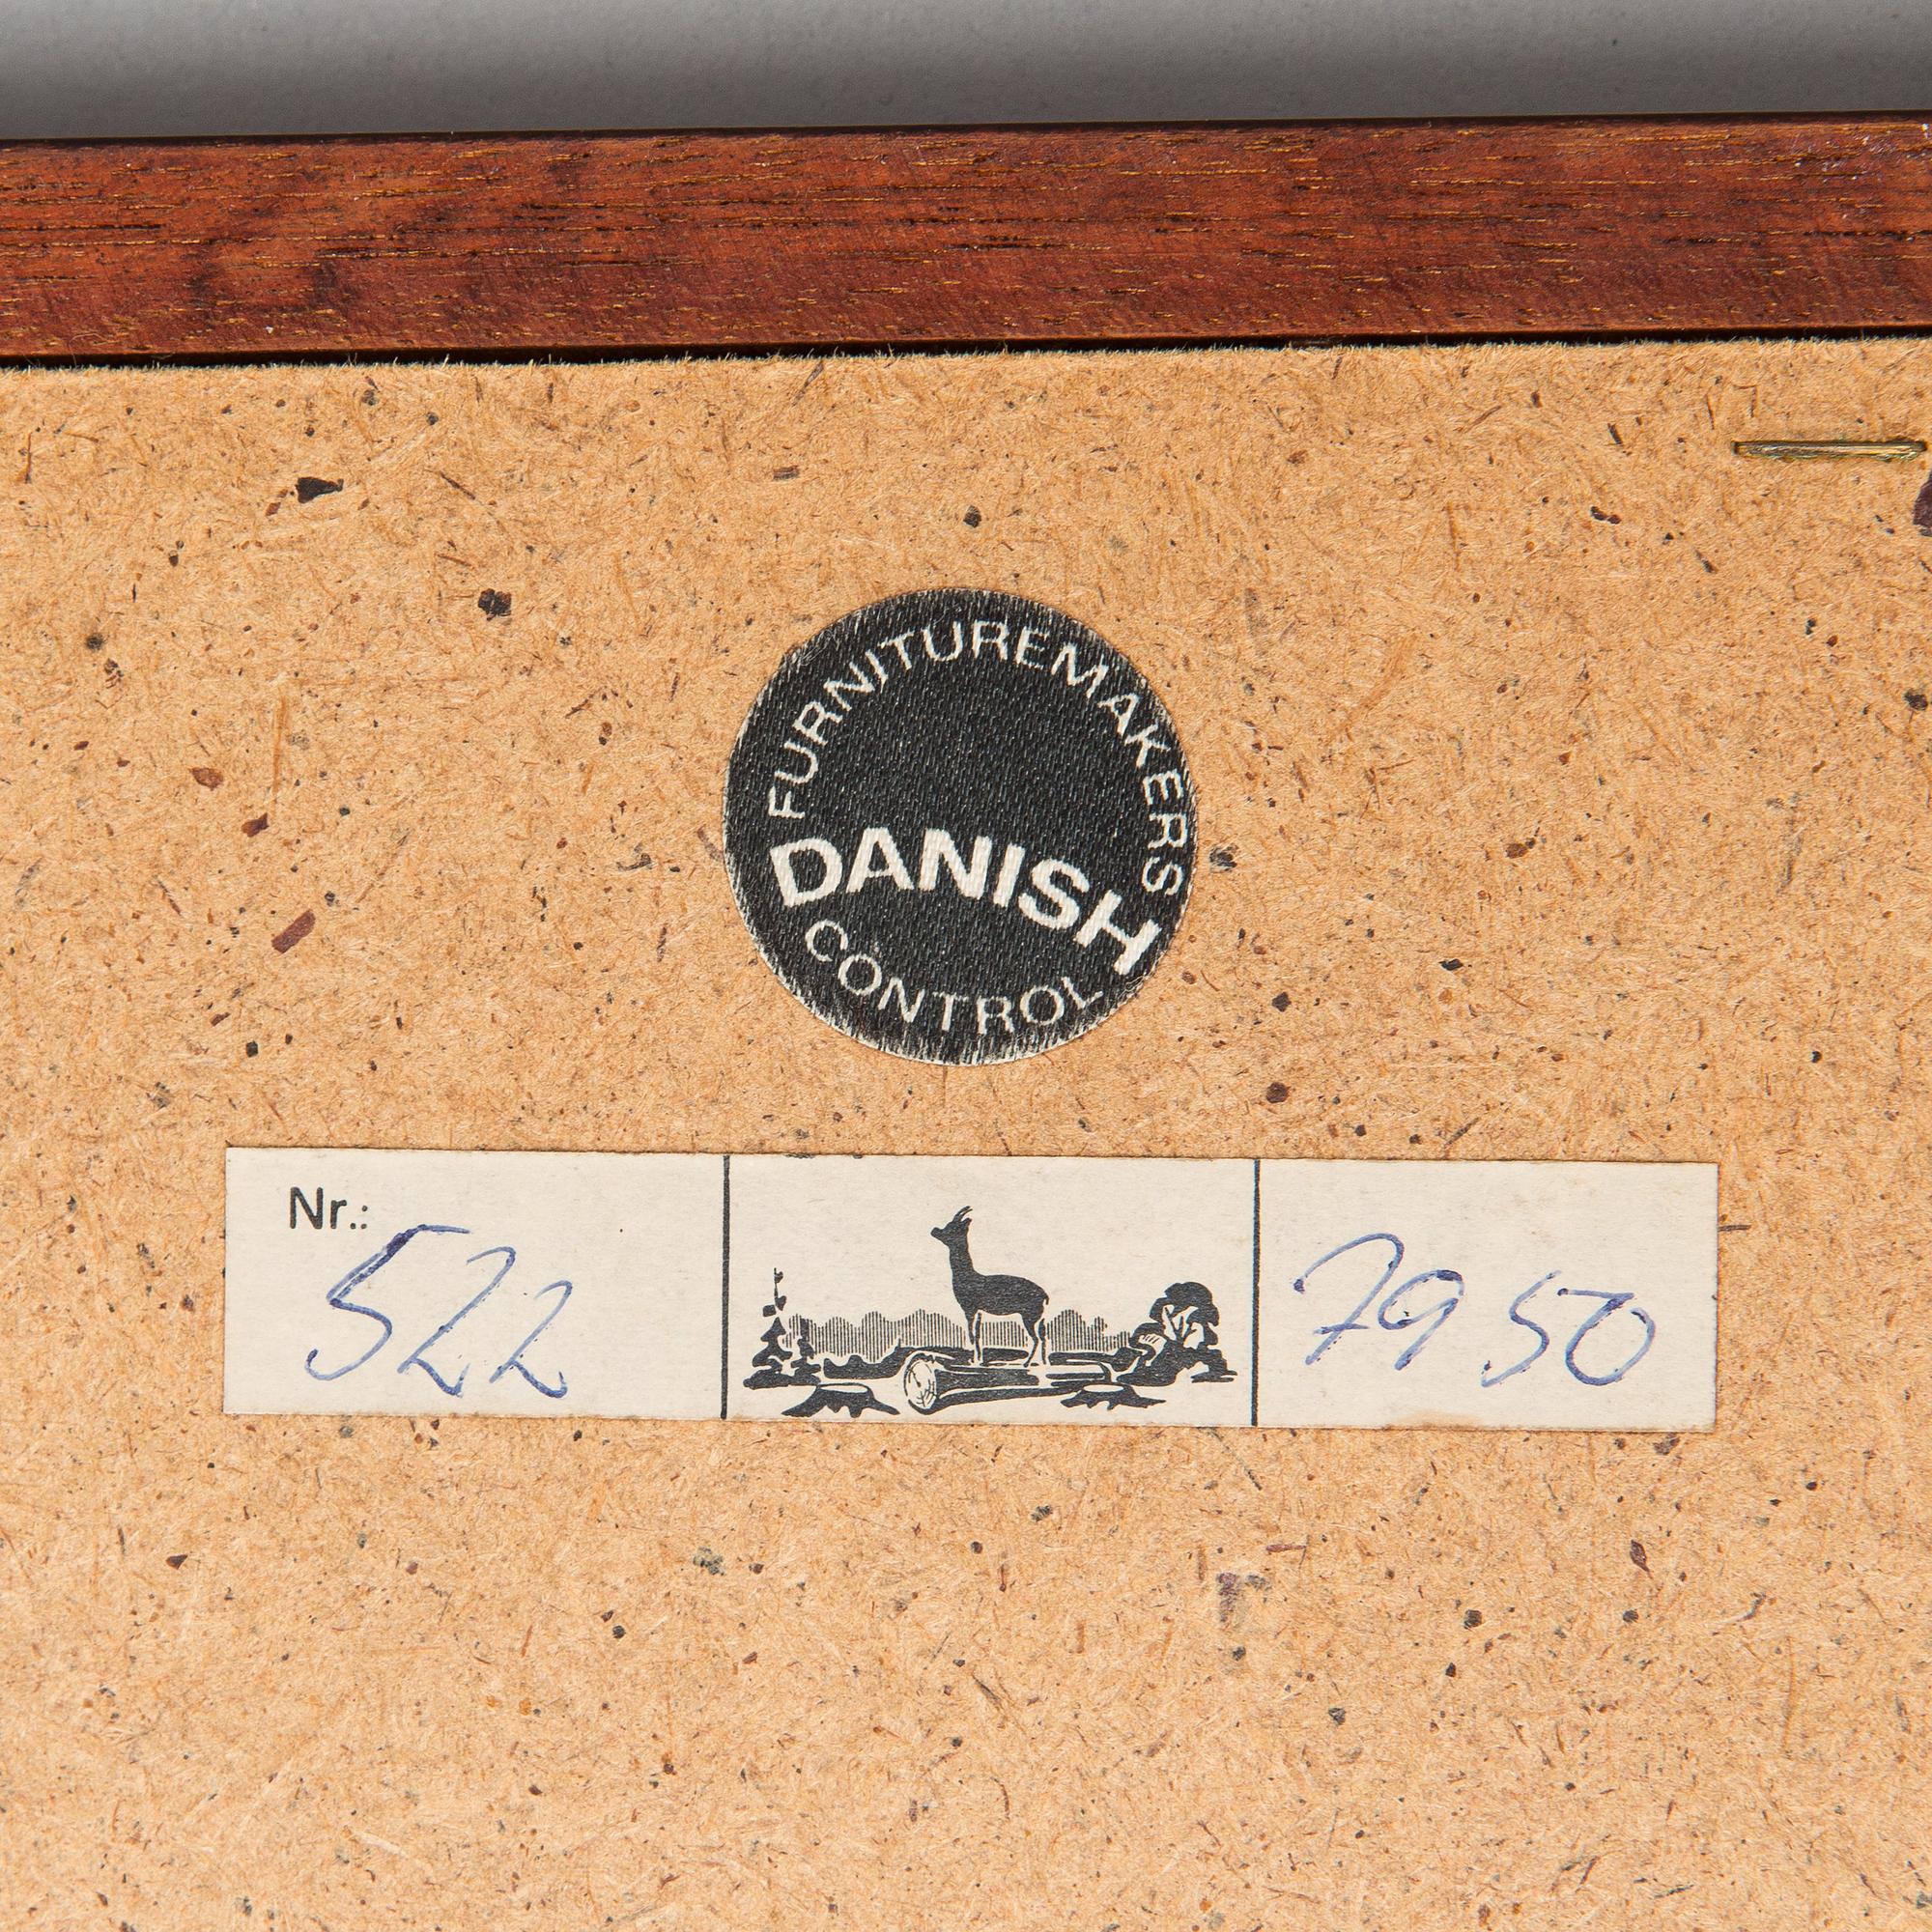 FURNITUREMAKERS
DANISH
CONTROL
Nr.:
522
7950